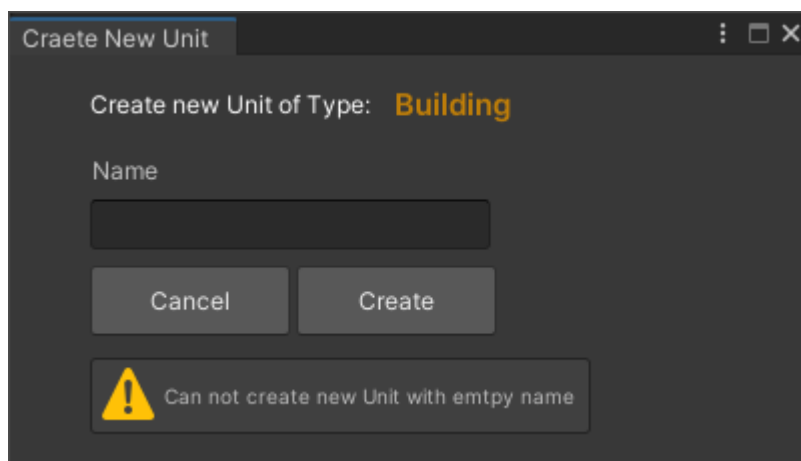 Craete New Unit
Create new Unit of Type: Building
Name
Cancel Create
Can not create new Unit with emtpy name